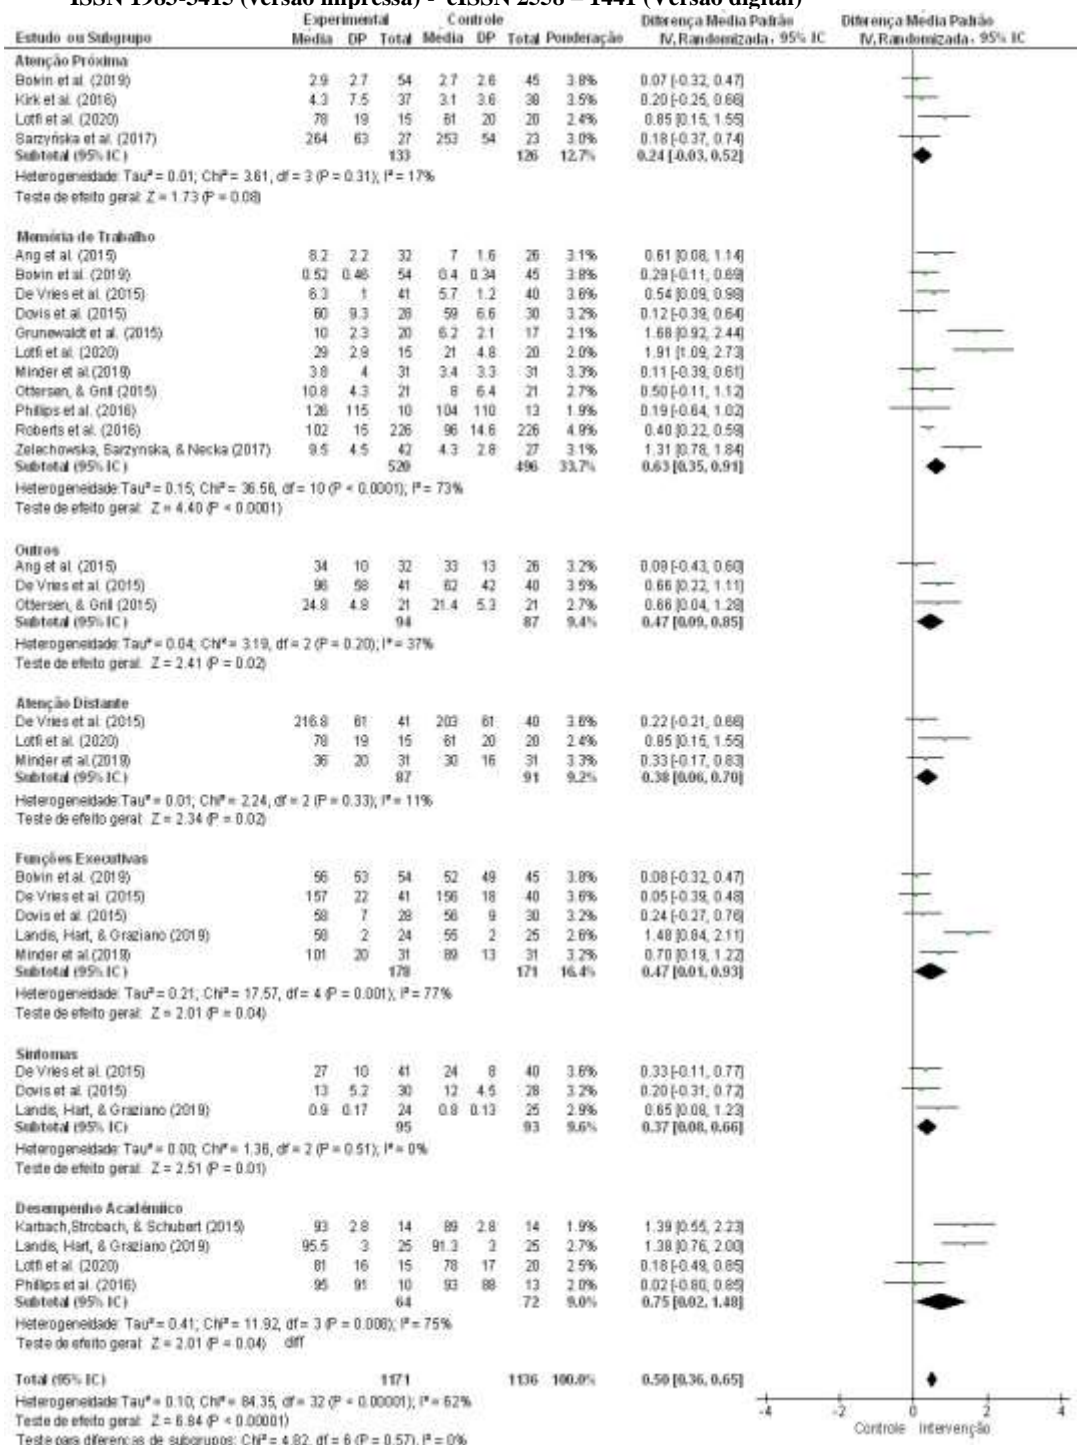 ISSN 1983-3415 (versão impressa) - eISSN 2358 – 1441 (Versão digital)
Experimental Controle Diferença Media Padrão Diferença Media Padrão
Estudo ou Subgrupo Media DP Total Media DP Total Ponderação IV, Randomizada, 95% IC IV, Randomizada, 95% IC
Atenção Próxima
Boivin et al. (2019) 2.9 2.7 54 2.7 2.6 45 3.8% 0.07 [-0.32, 0.47]
Kirk et al. (2016) 4.3 7.5 37 3.1 3.6 38 3.5% 0.20 [-0.25, 0.66]
Lotfi et al. (2020) 78 19 15 61 20 20 2.4% 0.85 [0.15, 1.55]
Sarzyńska et al. (2017) 264 63 27 253 54 23 3.0% 0.18 [-0.37, 0.74]
Subtotal (95% IC) 133 126 12.7% 0.24 [-0.03, 0.52]
Heterogeneidade: Tau² = 0.01; Chi² = 3.61, df = 3 (P = 0.31); I² = 17%
Teste de efeito geral: Z = 1.73 (P = 0.08)
Memória de Trabalho
Ang et al. (2015) 8.2 2.2 32 7 1.6 26 3.1% 0.61 [0.08, 1.14]
Boivin et al. (2019) 0.52 0.46 54 0.4 0.34 45 3.8% 0.29 [-0.11, 0.69]
De Vries et al. (2015) 6.3 1 41 5.7 1.2 40 3.6% 0.54 [0.09, 0.98]
Dovis et al. (2015) 60 9.3 28 59 6.6 30 3.2% 0.12 [-0.39, 0.64]
Grunewaldt et al. (2015) 10 2.3 20 6.2 2.1 17 2.1% 1.68 [0.92, 2.44]
Lotfi et al. (2020) 29 2.9 15 21 4.8 20 2.0% 1.91 [1.09, 2.73]
Minder et al.(2019) 3.8 4 31 3.4 3.3 31 3.3% 0.11 [-0.39, 0.61]
Ottersen, & Grill (2015) 10.8 4.3 21 8 6.4 21 2.7% 0.50 [-0.11, 1.12]
Phillips et al. (2016) 126 115 10 104 110 13 1.9% 0.19 [-0.64, 1.02]
Roberts et al. (2016) 102 15 226 96 14.6 226 4.9% 0.40 [0.22, 0.59]
Zelechowska, Sarzynska, & Necka (2017) 9.5 4.5 42 4.3 2.8 27 3.1% 1.31 [0.78, 1.84]
Subtotal (95% IC) 520 496 33.7% 0.63 [0.35, 0.91]
Heterogeneidade:Tau² = 0.15; Chi² = 36.56, df = 10 (P < 0.0001); I² = 73%
Teste de efeito geral: Z = 4.40 (P < 0.0001)
Outros
Ang et al. (2015) 34 10 32 33 13 26 3.2% 0.09 [-0.43, 0.60]
De Vries et al. (2015) 96 58 41 62 42 40 3.5% 0.66 [0.22, 1.11]
Ottersen, & Grill (2015) 24.8 4.8 21 21.4 5.3 21 2.7% 0.66 [0.04, 1.28]
Subtotal (95% IC) 94 87 9.4% 0.47 [0.09, 0.85]
Heterogeneidade:Tau² = 0.04; Chi² = 3.19, df = 2 (P = 0.20); I² = 37%
Teste de efeito geral: Z = 2.41 (P = 0.02)
Atenção Distante
De Vries et al. (2015) 216.8 61 41 203 61 40 3.6% 0.22 [-0.21, 0.66]
Lotfi et al. (2020) 78 19 15 61 20 20 2.4% 0.85 [0.15, 1.55]
Minder et al.(2019) 36 20 31 30 16 31 3.3% 0.33 [-0.17, 0.83]
Subtotal (95% IC) 87 91 9.2% 0.38 [0.06, 0.70]
Heterogeneidade:Tau² = 0.01; Chi² = 2.24, df = 2 (P = 0.33); I² = 11%
Teste de efeito geral: Z = 2.34 (P = 0.02)
Funções Executivas
Boivin et al. (2019) 56 53 54 52 49 45 3.8% 0.08 [-0.32, 0.47]
De Vries et al. (2015) 157 22 41 156 18 40 3.6% 0.05 [-0.39, 0.48]
Dovis et al. (2015) 58 7 28 56 9 30 3.2% 0.24 [-0.27, 0.76]
Landis, Hart, & Graziano (2019) 58 2 24 55 2 25 2.6% 1.48 [0.84, 2.11]
Minder et al.(2019) 101 20 31 89 13 31 3.2% 0.70 [0.19, 1.22]
Subtotal (95% IC) 178 171 16.4% 0.47 [0.01, 0.93]
Heterogeneidade: Tau² = 0.21; Chi² = 17.57, df = 4 (P = 0.001); I² = 77%
Teste de efeito geral: Z = 2.01 (P = 0.04)
Sintomas
De Vries et al. (2015) 27 10 41 24 8 40 3.6% 0.33 [-0.11, 0.77]
Dovis et al. (2015) 13 5.2 30 12 4.5 28 3.2% 0.20 [-0.31, 0.72]
Landis, Hart, & Graziano (2019) 0.9 0.17 24 0.8 0.13 25 2.9% 0.65 [0.08, 1.23]
Subtotal (95% IC) 95 93 9.6% 0.37 [0.08, 0.66]
Heterogeneidade: Tau² = 0.00; Chi² = 1.36, df = 2 (P = 0.51); I² = 0%
Teste de efeito geral: Z = 2.51 (P = 0.01)
Desempenho Acadêmiico
Karbach,Strobach, & Schubert (2015) 93 2.8 14 89 2.8 14 1.9% 1.39 [0.55, 2.23]
Landis, Hart, & Graziano (2019) 95.5 3 25 91.3 3 25 2.7% 1.38 [0.76, 2.00]
Lotfi et al. (2020) 81 16 15 78 17 20 2.5% 0.18 [-0.49, 0.85]
Phillips et al. (2016) 95 91 10 93 88 13 2.0% 0.02 [-0.80, 0.85]
Subtotal (95% IC) 64 72 9.0% 0.75 [0.02, 1.48]
Heterogeneidade: Tau² = 0.41; Chi² = 11.92, df = 3 (P = 0.008); I² = 75%
Teste de efeito geral: Z = 2.01 (P = 0.04) diff
Total (95% IC) 1171 1136 100.0% 0.50 [0.36, 0.65]
Heterogeneidade: Tau² = 0.10; Chi² = 84.35, df = 32 (P < 0.00001); I² = 62%
Teste de efeito geral: Z = 6.84 (P < 0.00001)
Teste para diferenças de subgrupos: Chi² = 4.82, df = 6 (P = 0.57), I² = 0%
-4 -2 0 2 4
Controle Intervenção